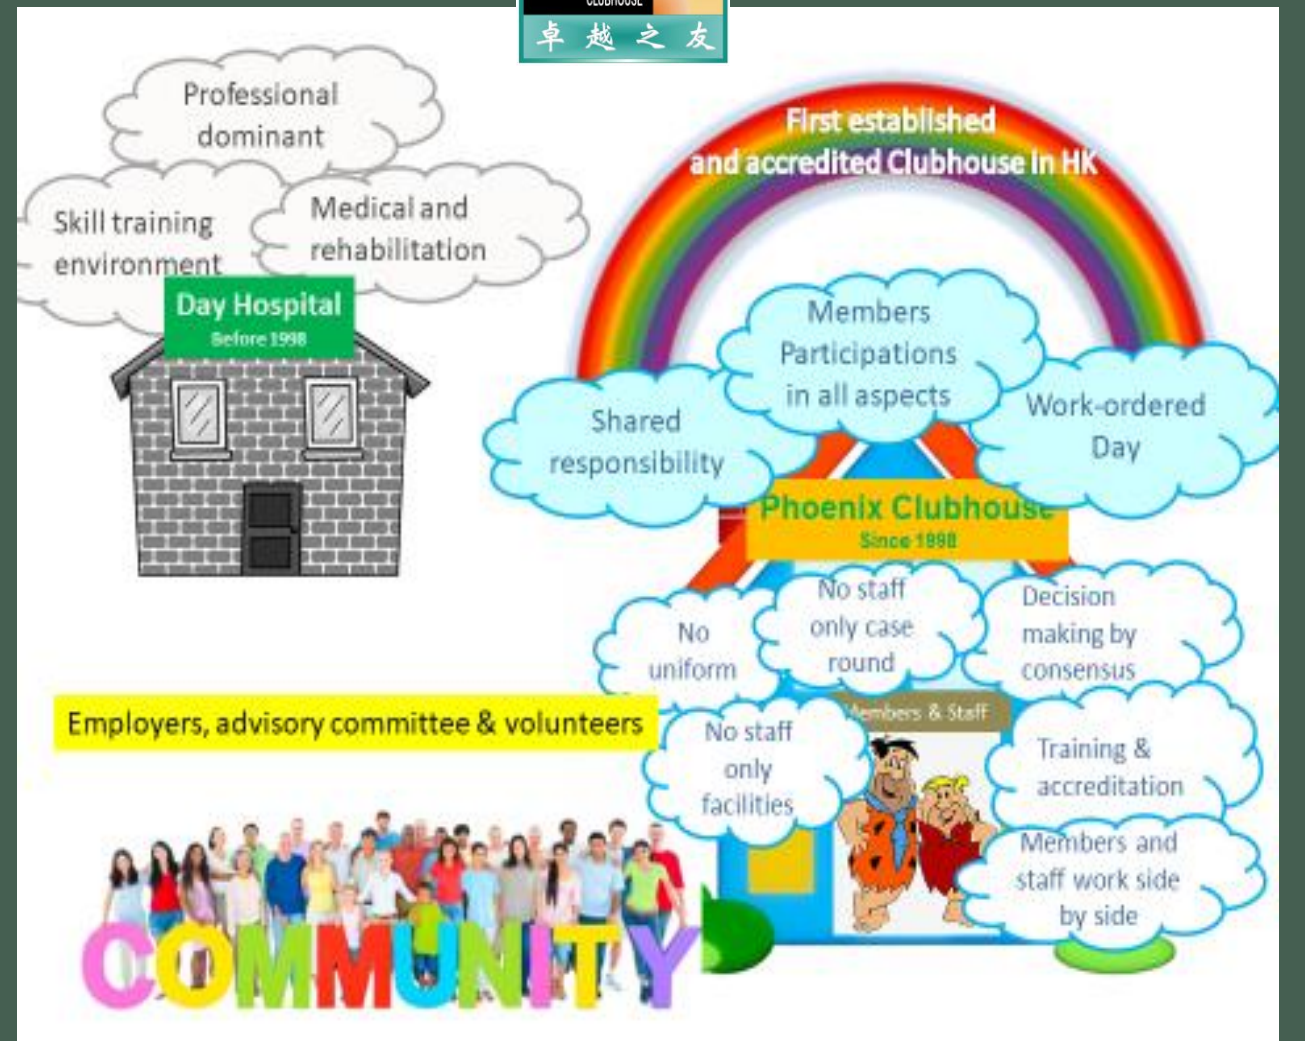 CLUBHOUSE
卓越之友
Professional
dominant
Skill training
environment
Medical and
rehabilitation
Day Hospital
Before 1998
First established
and accredited Clubhouse in HK
Members
Participations
in all aspects
Shared
responsibility
Work-ordered
Day
Phoenix Clubhouse
Since 1998
No
uniform
No staff
only case
round
Decision
making by
consensus
Employers, advisory committee & volunteers
No staff
only
facilities
Members & Staff
Training &
accreditation
Members and
staff work side
by side
COMMUNITY